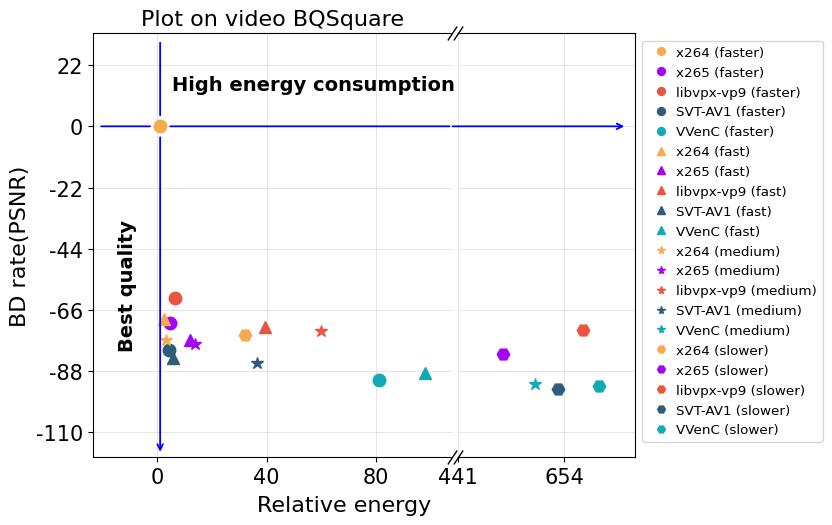 Plot on video BQSquare
High energy consumption
Best quality
BD rate(PSNR)
22
0
-22
-44
-66
-88
-110
0
40
80
441
654
Relative energy
x264 (faster)
x265 (faster)
libvpx-vp9 (faster)
SVT-AV1 (faster)
VVenC (faster)
x264 (fast)
x265 (fast)
libvpx-vp9 (fast)
SVT-AV1 (fast)
VVenC (fast)
x264 (medium)
x265 (medium)
libvpx-vp9 (medium)
SVT-AV1 (medium)
VVenC (medium)
x264 (slower)
x265 (slower)
libvpx-vp9 (slower)
SVT-AV1 (slower)
VVenC (slower)